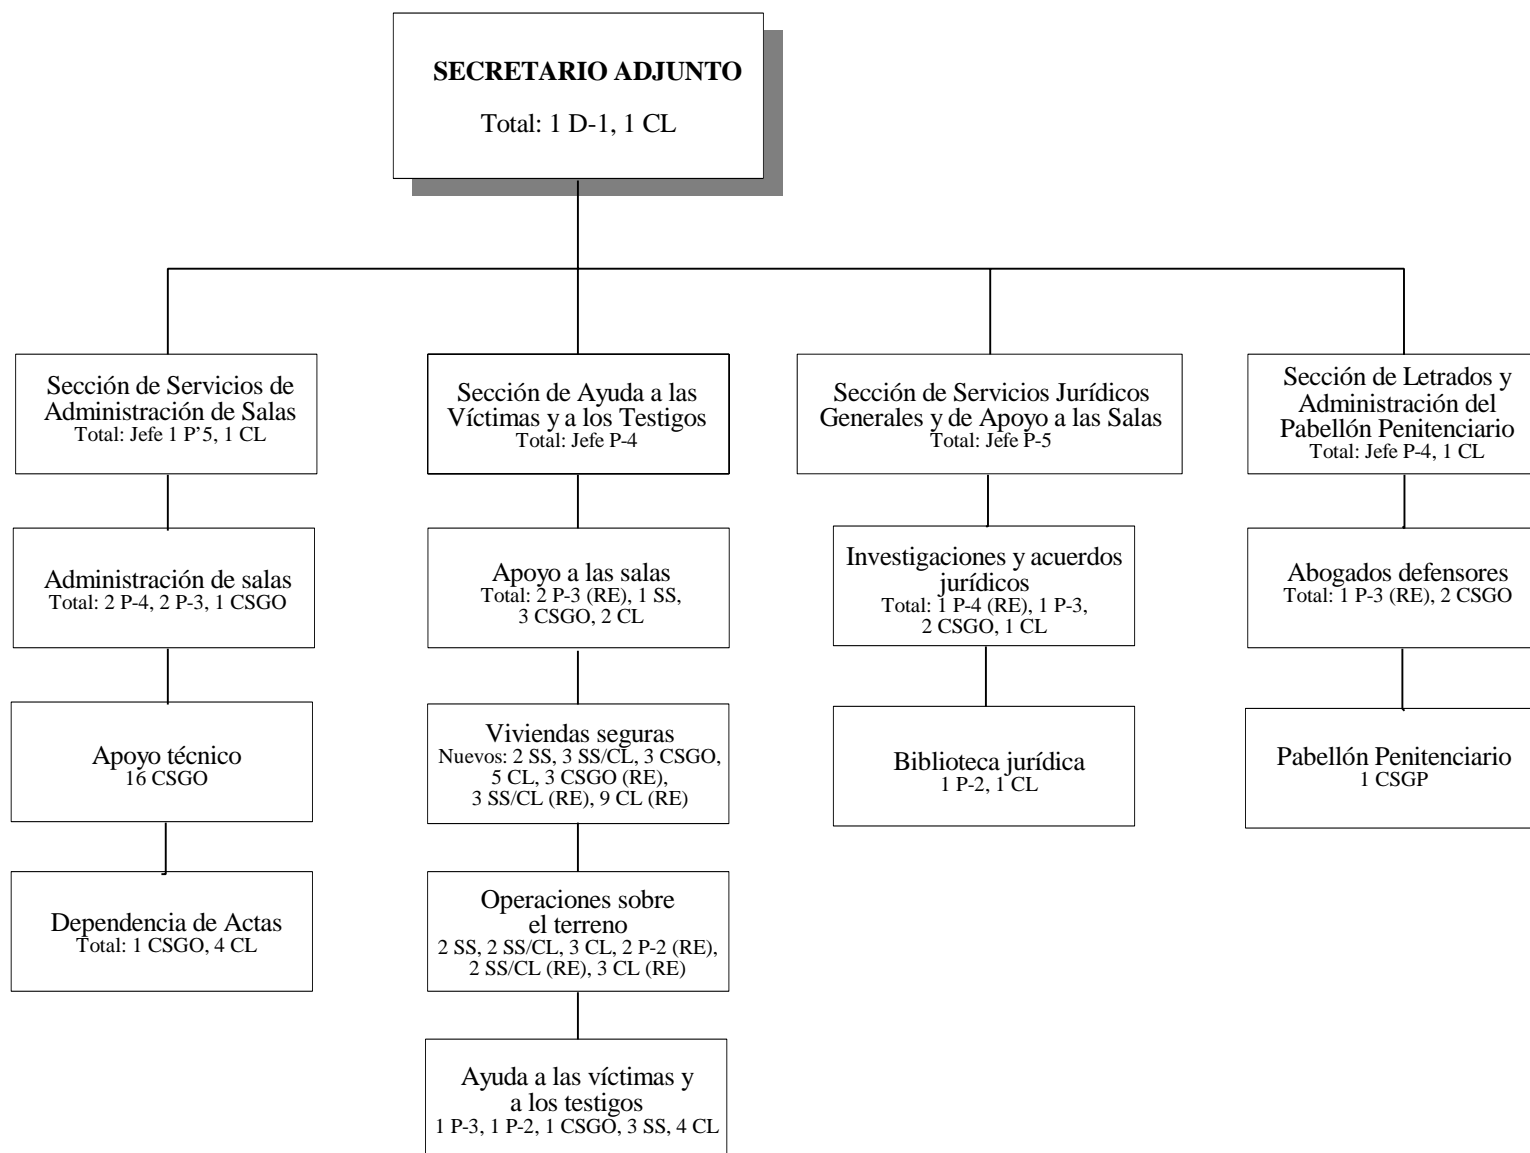 SECRETARIO ADJUNTO
Total: 1 D-1, 1 CL
Sección de Servicios de
Administración de Salas
Total: Jefe 1 P’5, 1 CL
Administración de salas
Total: 2 P-4, 2 P-3, 1 CSGO
Apoyo técnico
16 CSGO
Dependencia de Actas
Total: 1 CSGO, 4 CL
Sección de Ayuda a las
Víctimas y a los Testigos
Total: Jefe P-4
Apoyo a las salas
Total: 2 P-3 (RE), 1 SS,
3 CSGO, 2 CL
Viviendas seguras
Nuevos: 2 SS, 3 SS/CL, 3 CSGO,
5 CL, 3 CSGO (RE),
3 SS/CL (RE), 9 CL (RE)
Operaciones sobre
el terreno
2 SS, 2 SS/CL, 3 CL, 2 P-2 (RE),
2 SS/CL (RE), 3 CL (RE)
Ayuda a las víctimas y
a los testigos
1 P-3, 1 P-2, 1 CSGO, 3 SS, 4 CL
Sección de Servicios Jurídicos
Generales y de Apoyo a las Salas
Total: Jefe P-5
Investigaciones y acuerdos
jurídicos
Total: 1 P-4 (RE), 1 P-3,
2 CSGO, 1 CL
Biblioteca jurídica
1 P-2, 1 CL
Sección de Letrados y
Administración del
Pabellón Penitenciario
Total: Jefe P-4, 1 CL
Abogados defensores
Total: 1 P-3 (RE), 2 CSGO
Pabellón Penitenciario
1 CSGP